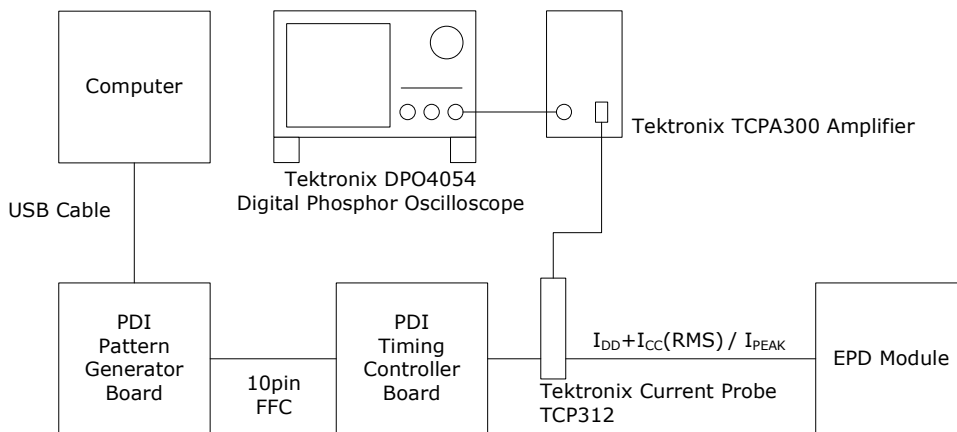 Computer
Tektronix TCPA300 Amplifier
Tektronix DPO4054
Digital Phosphor Oscilloscope
USB Cable
PDI
Pattern
Generator
Board
10pin
FFC
PDI
Timing
Controller
Board
I_DD+I_CC(RMS) / I_PEAK
Tektronix Current Probe
TCP312
EPD Module